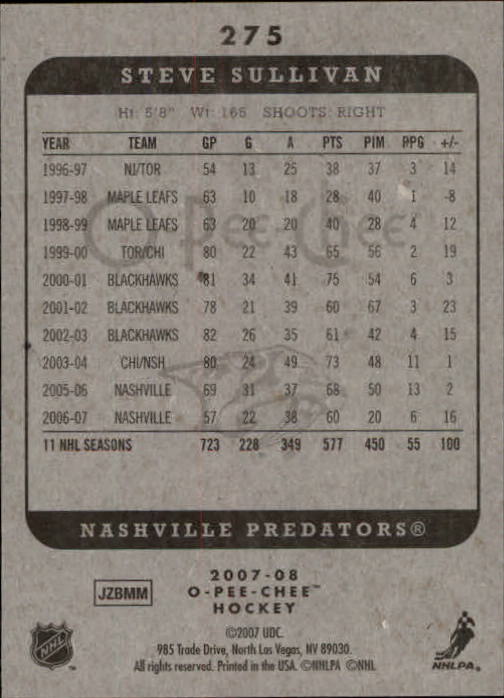 275
STEVE SULLIVAN
Ht: 5'8" Wt: 165 SHOOTS: RIGHT
YEAR TEAM GP G A PTS PIM PPG +/-
1996-97 NJ/TOR 54 13 25 38 37 3 14
1997-98 MAPLE LEAFS 63 10 18 28 40 1 -8
1998-99 MAPLE LEAFS 63 20 20 40 28 4 12
1999-00 TOR/CHI 80 22 43 65 56 2 19
2000-01 BLACKHAWKS 81 34 41 75 54 6 3
2001-02 BLACKHAWKS 78 21 39 60 67 3 23
2002-03 BLACKHAWKS 82 26 35 61 42 4 15
2003-04 CHI/NSH 80 24 49 73 48 11 1
2005-06 NASHVILLE 69 31 37 68 50 13 2
2006-07 NASHVILLE 57 22 38 60 20 6 16
11 NHL SEASONS 723 228 349 577 450 55 100
O-Pee-Chee
NASHVILLE PREDATORS®
2007-08
JZBMM
O-PEE-CHEE™
HOCKEY
©2007 UDC.
985 Trade Drive, North Las Vegas, NV 89030.
All rights reserved. Printed in the USA. ©NHLPA ©NHL
NHL
NHLPA